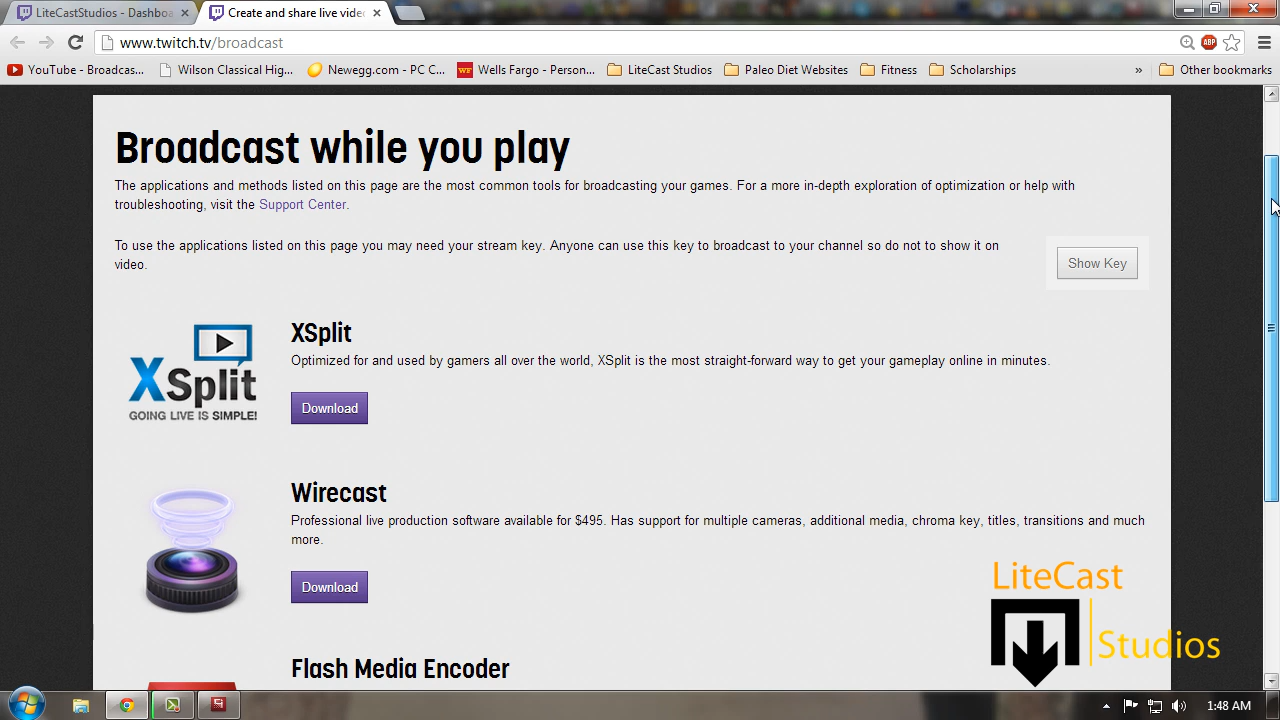 LiteCastStudios - Dashboa
Create and share live vide
www.twitch.tv/broadcast
ABP
YouTube - Broadcas...
Wilson Classical Hig...
Newegg.com - PC C...
WF
Wells Fargo - Person...
LiteCast Studios
Paleo Diet Websites
Fitness
Scholarships
»
Other bookmarks
Broadcast while you play
The applications and methods listed on this page are the most common tools for broadcasting your games. For a more in-depth exploration of optimization or help with
troubleshooting, visit the Support Center.
To use the applications listed on this page you may need your stream key. Anyone can use this key to broadcast to your channel so do not to show it on
video.
Show Key
XSplit
GOING LIVE IS SIMPLE!
XSplit
Optimized for and used by gamers all over the world, XSplit is the most straight-forward way to get your gameplay online in minutes.
Download
Wirecast
Professional live production software available for $495. Has support for multiple cameras, additional media, chroma key, titles, transitions and much
more.
Download
Flash Media Encoder
LiteCast
Studios
1:48 AM